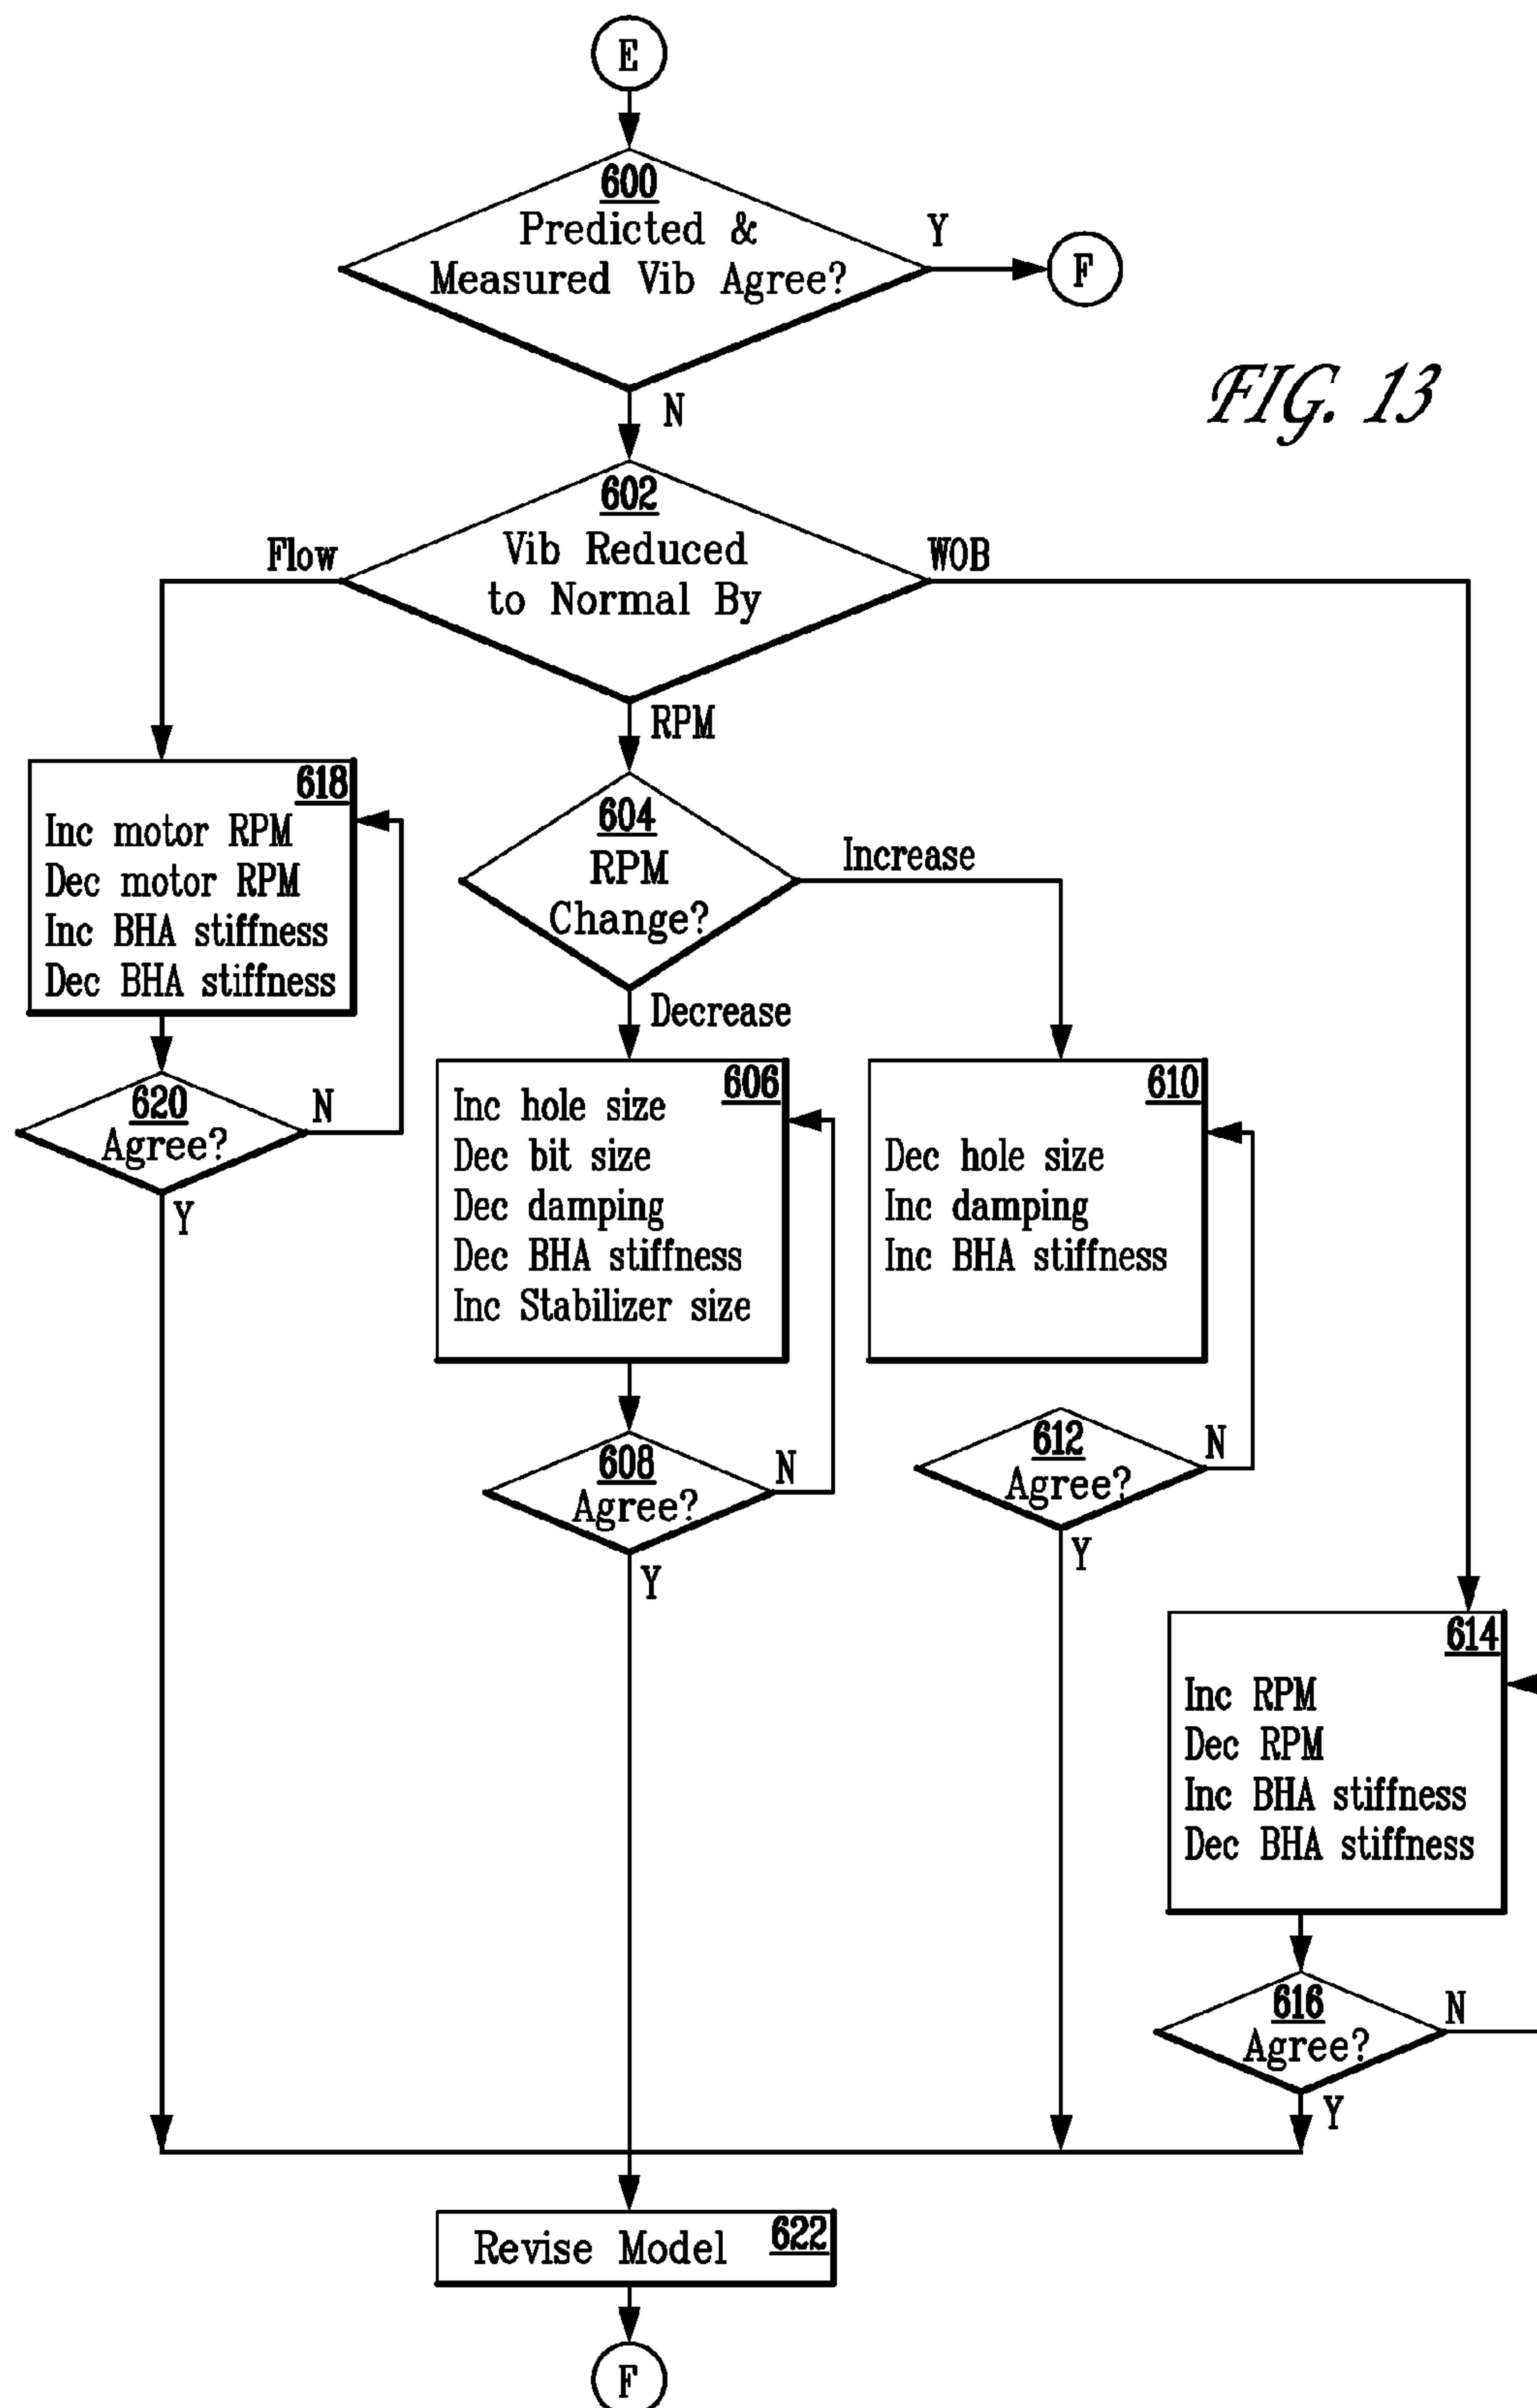 E
600
Predicted &
Measured Vib Agree?
Y
F
FIG. 13
N
602
Vib Reduced
to Normal By
Flow
WOB
RPM
618
Inc motor RPM
Dec motor RPM
Inc BHA stiffness
Dec BHA stiffness
604
RPM
Change?
Increase
Decrease
620
Agree?
N
Y
606
Inc hole size
Dec bit size
Dec damping
Dec BHA stiffness
Inc Stabilizer size
610
Dec hole size
Inc damping
Inc BHA stiffness
608
Agree?
N
Y
612
Agree?
N
Y
614
Inc RPM
Dec RPM
Inc BHA stiffness
Dec BHA stiffness
616
Agree?
N
Y
Revise Model 622
F